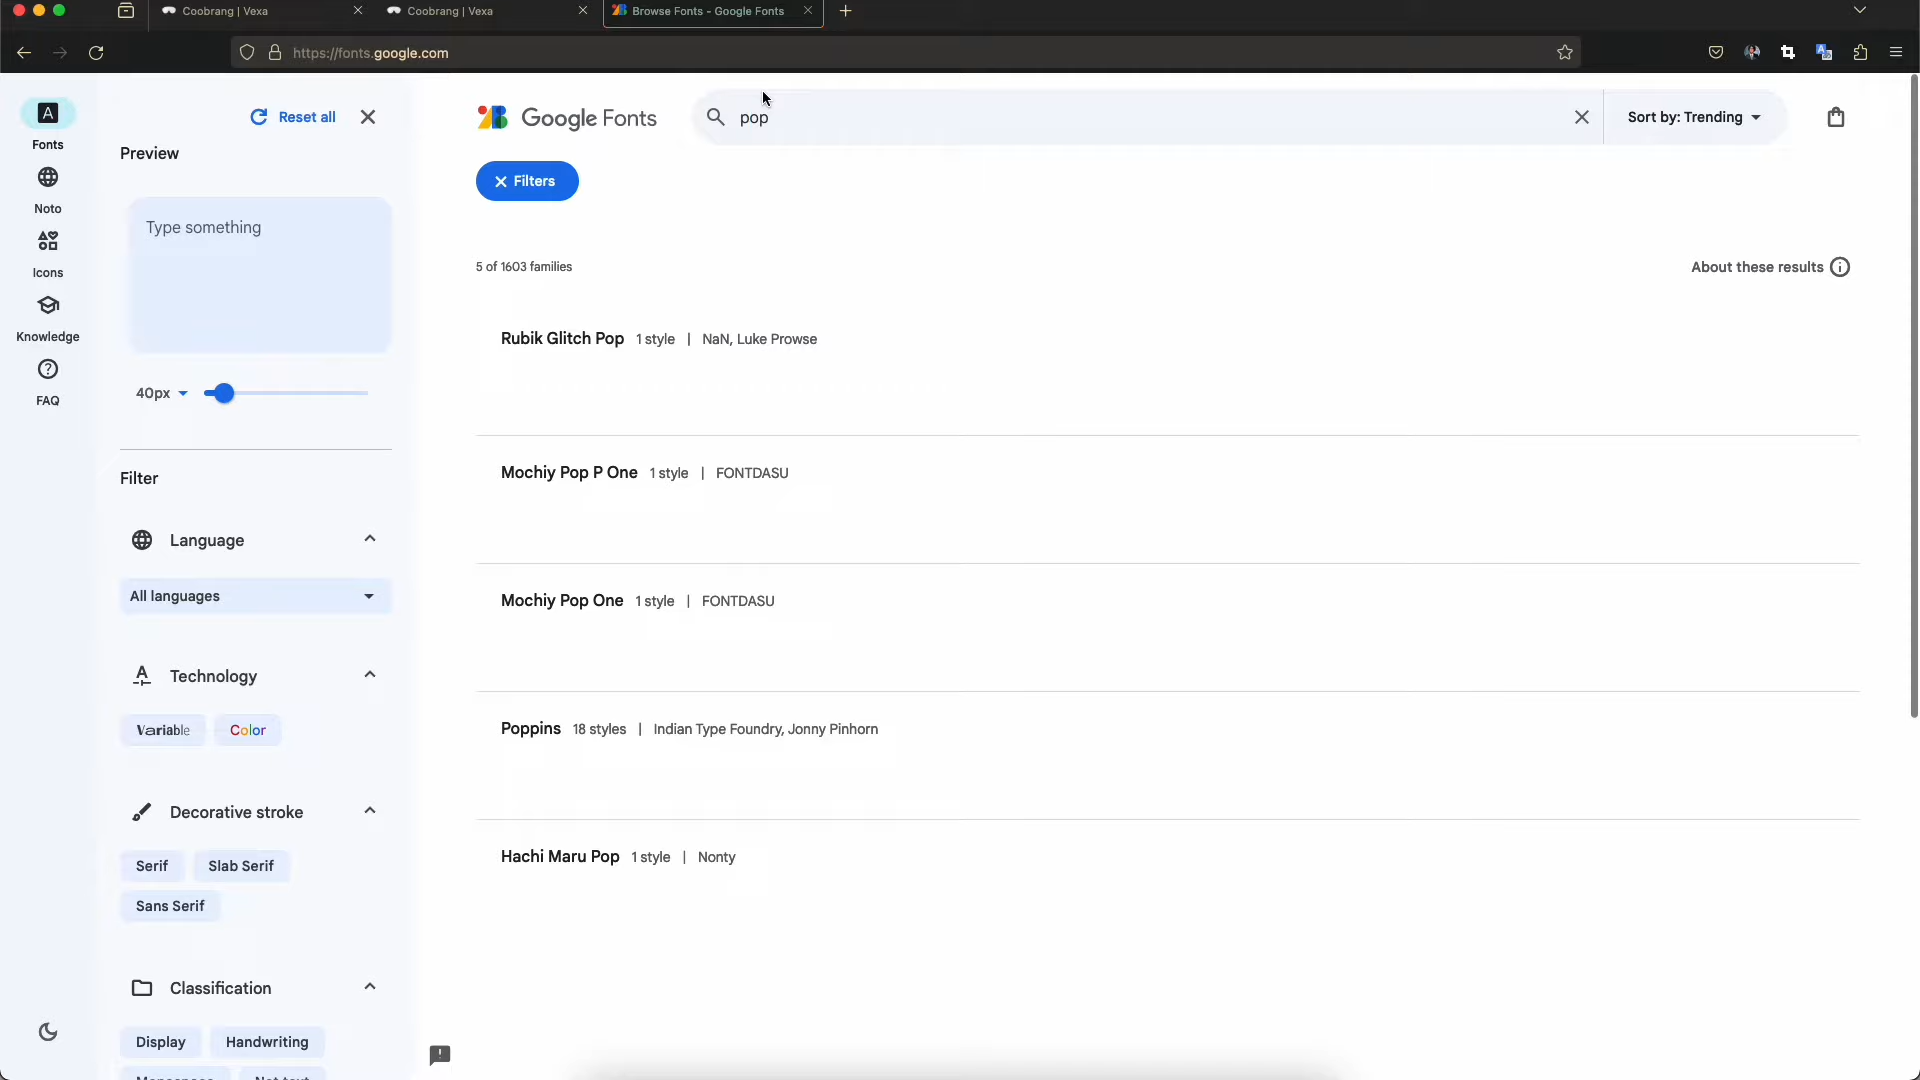 Coobrang | Vexa
Coobrang | Vexa
Browse Fonts - Google Fonts
https://fonts.google.com
A
Fonts
Noto
Icons
Knowledge
FAQ
Reset all
Preview
Type something
40px
Filter
Language
All languages
Technology
Variable Color
Decorative stroke
Serif Slab Serif
Sans Serif
Classification
Display Handwriting
Monospace Not text
Google Fonts
pop
Sort by: Trending
Filters
5 of 1603 families
About these results
Rubik Glitch Pop 1 style | NaN, Luke Prowse
Mochiy Pop P One 1 style | FONTDASU
Mochiy Pop One 1 style | FONTDASU
Poppins 18 styles | Indian Type Foundry, Jonny Pinhorn
Hachi Maru Pop 1 style | Nonty